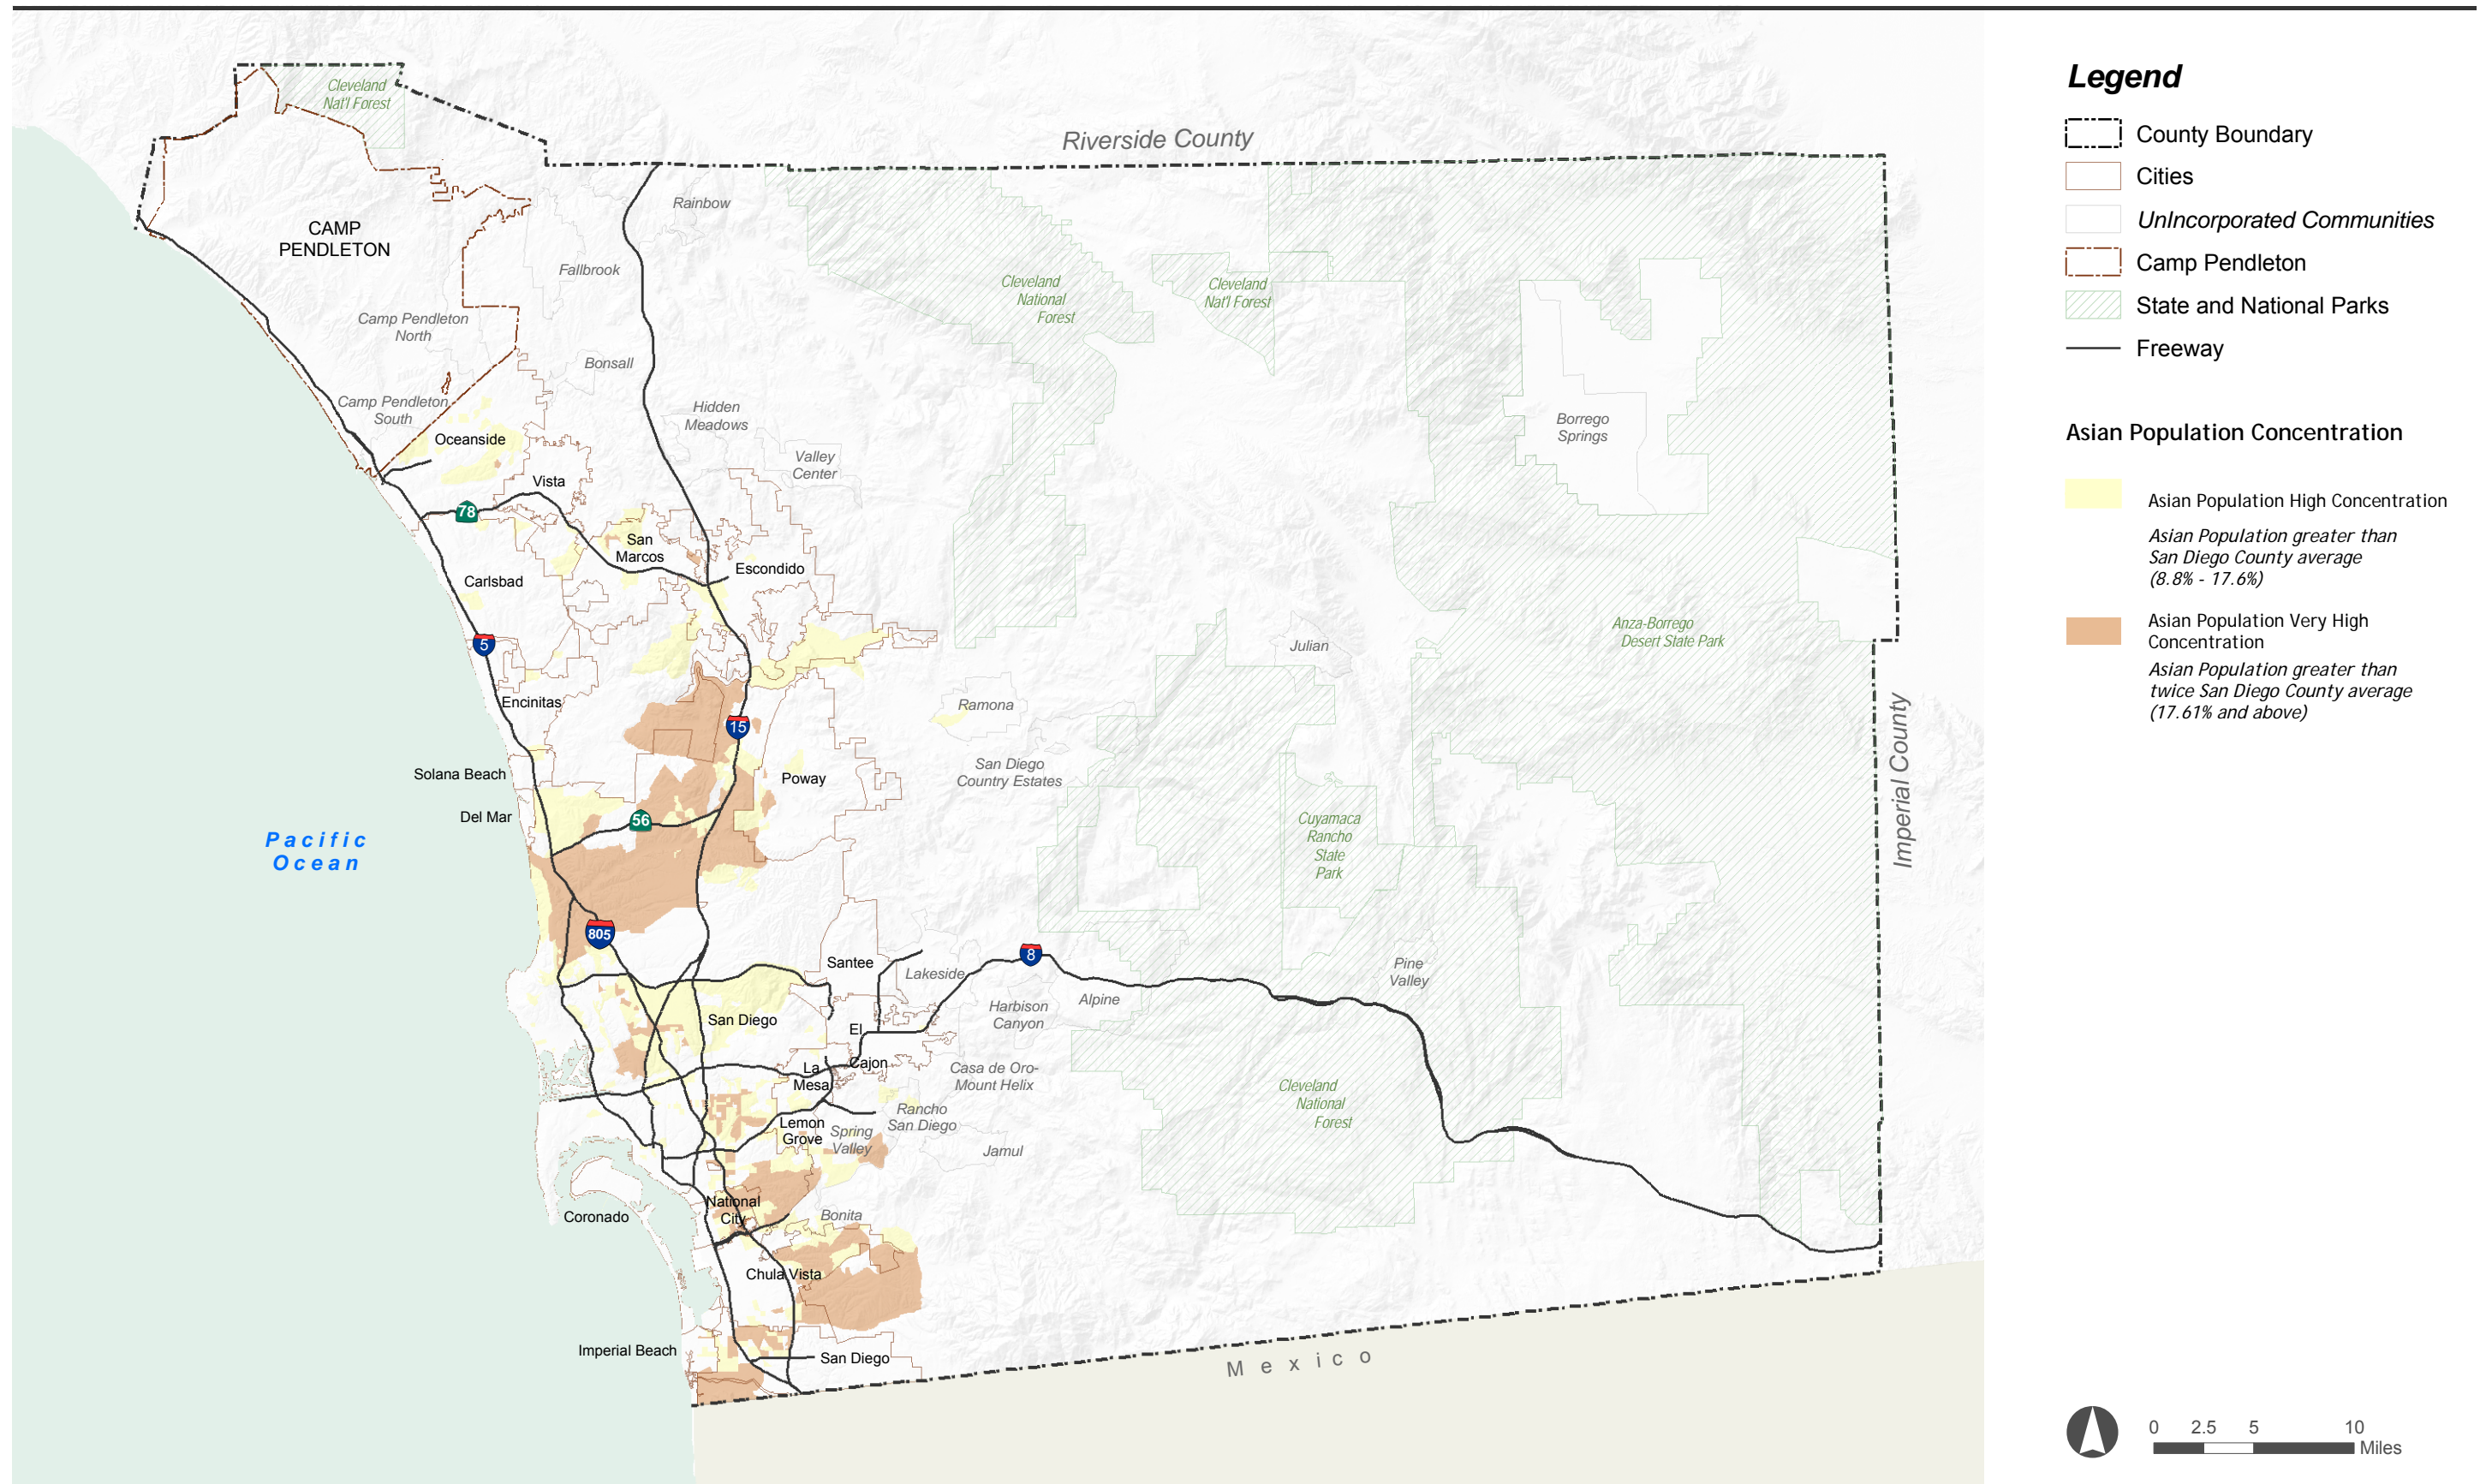 Cleveland
Nat'l Forest
Riverside County
CAMP
PENDLETON
Rainbow
Fallbrook
Camp Pendleton
North
Bonsall
Camp Pendleton
South
Hidden
Meadows
Valley
Center
Cleveland
National
Forest
Cleveland
Nat'l Forest
Borrego
Springs
Oceanside
Vista
78
San
Marcos
Escondido
Carlsbad
5
Encinitas
15
Ramona
Julian
Anza-Borrego
Desert State Park
Imperial County
Solana Beach
Poway
San Diego
Country Estates
Del Mar
56
Pacific
Ocean
Cuyamaca
Rancho
State
Park
805
Santee
Lakeside
8
Pine
Valley
Harbison
Canyon
Alpine
San Diego
El
Cajon
La
Mesa
Casa de Oro-
Mount Helix
Cleveland
National
Forest
Rancho
San Diego
Lemon
Grove
Spring
Valley
Jamul
National
City
Bonita
Coronado
Chula Vista
Imperial Beach
San Diego
Mexico
Legend
County Boundary
Cities
UnIncorporated Communities
Camp Pendleton
State and National Parks
Freeway
Asian Population Concentration
Asian Population High Concentration
Asian Population greater than
San Diego County average
(8.8% - 17.6%)
Asian Population Very High
Concentration
Asian Population greater than
twice San Diego County average
(17.61% and above)
0 2.5 5 10
Miles